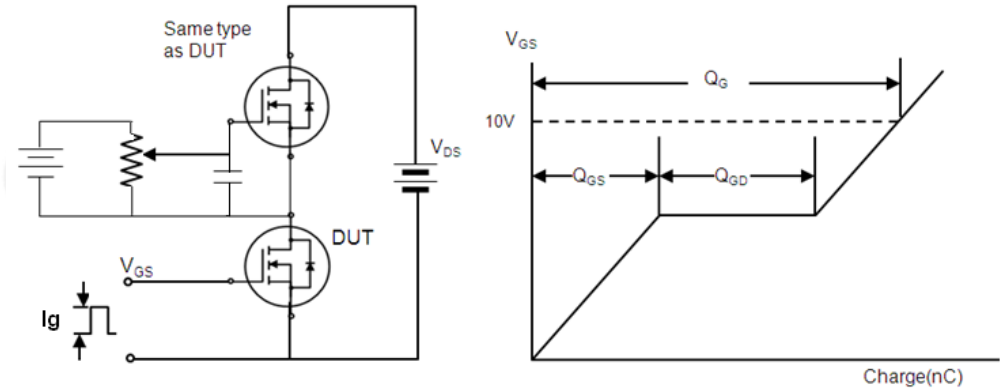 Same type
as DUT
VDS
DUT
VGS
Ig
VGS
QG
10V
QGS
QGD
Charge(nC)